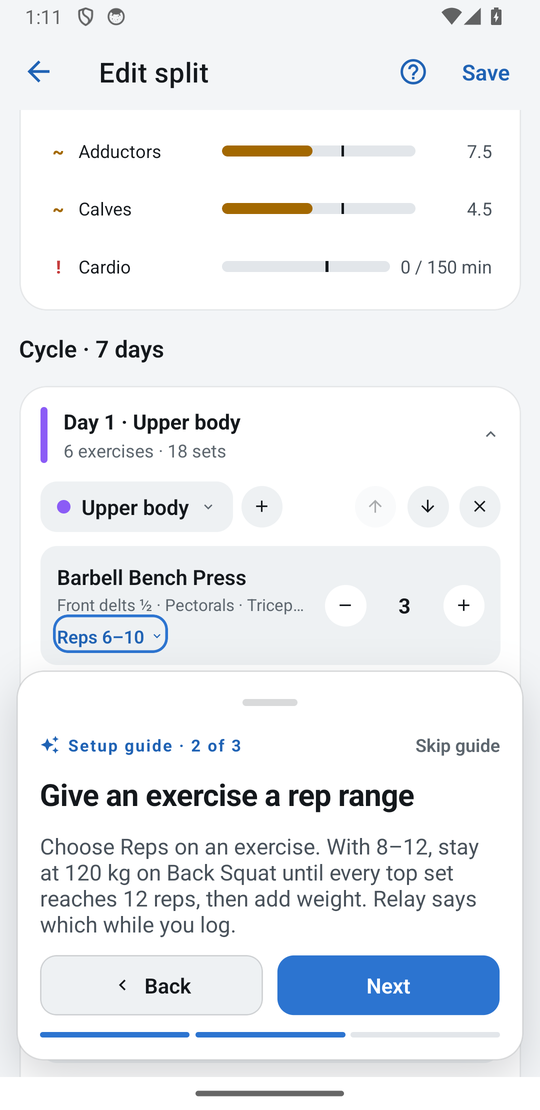 1:11
Edit split
Save
~ Adductors 7.5
~ Calves 4.5
! Cardio 0 / 150 min
Cycle · 7 days
Day 1 · Upper body
6 exercises · 18 sets
Upper body
Barbell Bench Press
Front delts ½ · Pectorals · Tricep…
Reps 6–10
3
Setup guide · 2 of 3
Skip guide
Give an exercise a rep range
Choose Reps on an exercise. With 8–12, stay
at 120 kg on Back Squat until every top set
reaches 12 reps, then add weight. Relay says
which while you log.
Back
Next